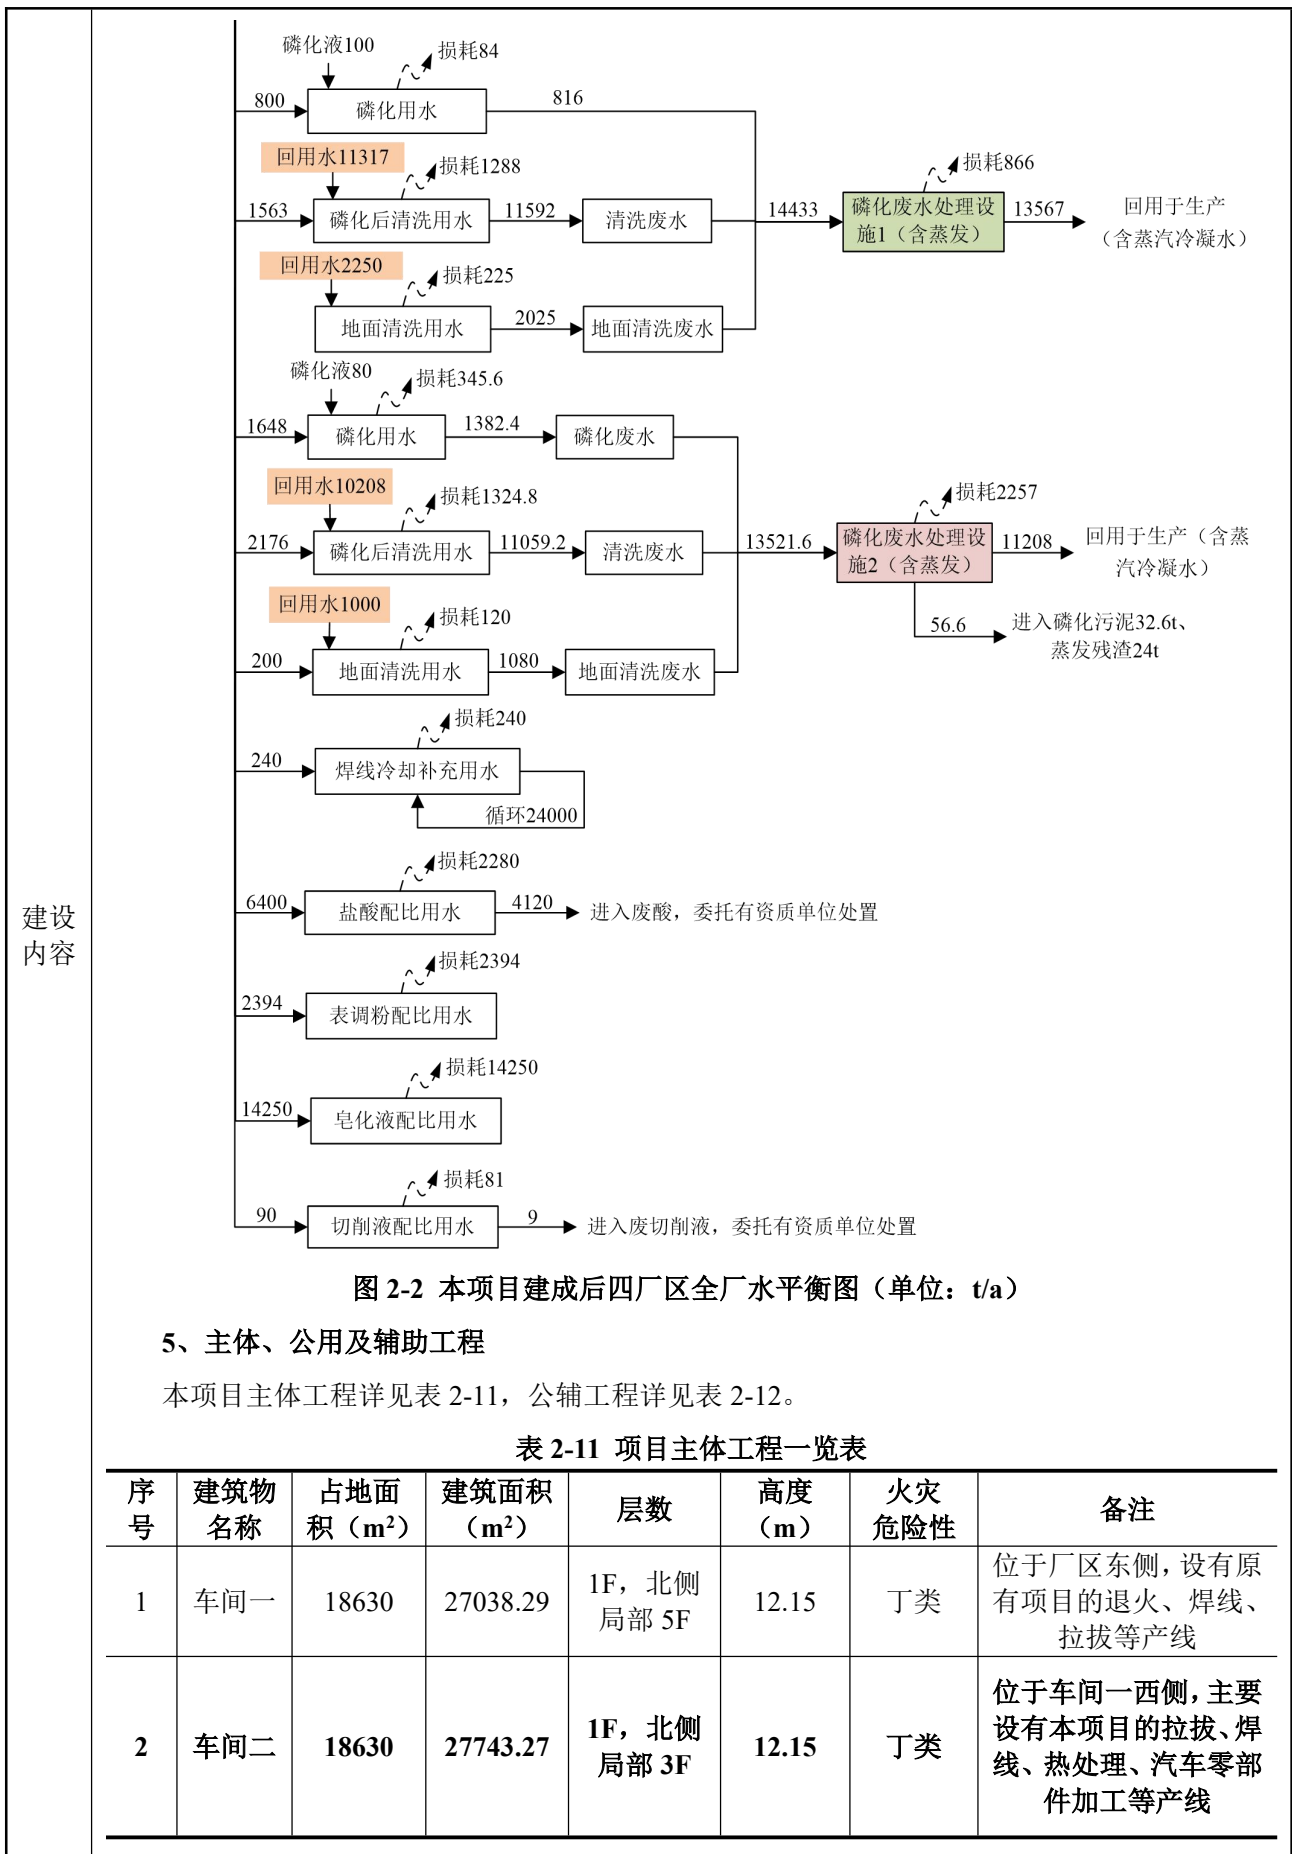 磷化液100
损耗84
800
磷化用水
816
回用水11317
损耗1288
损耗866
1563
磷化后清洗用水
11592
清洗废水
14433
磷化废水处理设
施1（含蒸发）
13567
回用于生产
（含蒸汽冷凝水）
回用水2250
损耗225
地面清洗用水
2025
地面清洗废水
磷化液80
损耗345.6
1648
磷化用水
1382.4
磷化废水
回用水10208
损耗1324.8
损耗2257
2176
磷化后清洗用水
11059.2
清洗废水
13521.6
磷化废水处理设
施2（含蒸发）
11208
回用于生产（含蒸
汽冷凝水）
回用水1000
损耗120
56.6
进入磷化污泥32.6t、
蒸发残渣24t
200
地面清洗用水
1080
地面清洗废水
损耗240
240
焊线冷却补充用水
循环24000
损耗2280
6400
盐酸配比用水
4120
进入废酸，委托有资质单位处置
建设
内容
损耗2394
2394
表调粉配比用水
损耗14250
14250
皂化液配比用水
损耗81
90
切削液配比用水
9
进入废切削液，委托有资质单位处置
图 2-2 本项目建成后四厂区全厂水平衡图（单位：t/a）
5、主体、公用及辅助工程
本项目主体工程详见表 2-11，公辅工程详见表 2-12。
表 2-11 项目主体工程一览表
序
号
建筑物
名称
占地面
积（m²）
建筑面积
（m²）
层数
高度
（m）
火灾
危险性
备注
1
车间一
18630
27038.29
1F，北侧
局部 5F
12.15
丁类
位于厂区东侧，设有原
有项目的退火、焊线、
拉拔等产线
2
车间二
18630
27743.27
1F，北侧
局部 3F
12.15
丁类
位于车间一西侧，主要
设有本项目的拉拔、焊
线、热处理、汽车零部
件加工等产线